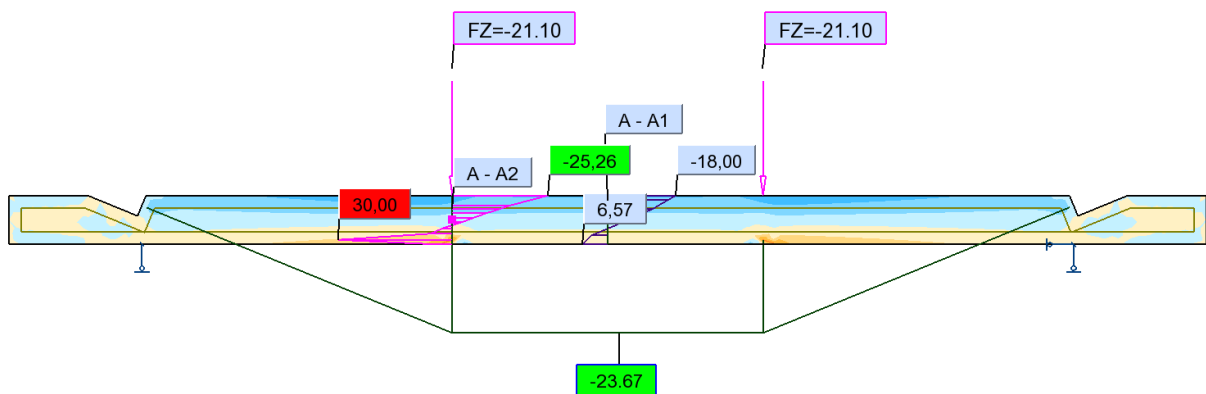 FZ=-21.10
FZ=-21.10
A - A1
-25,26
-18,00
A - A2
30,00
6,57
-23.67